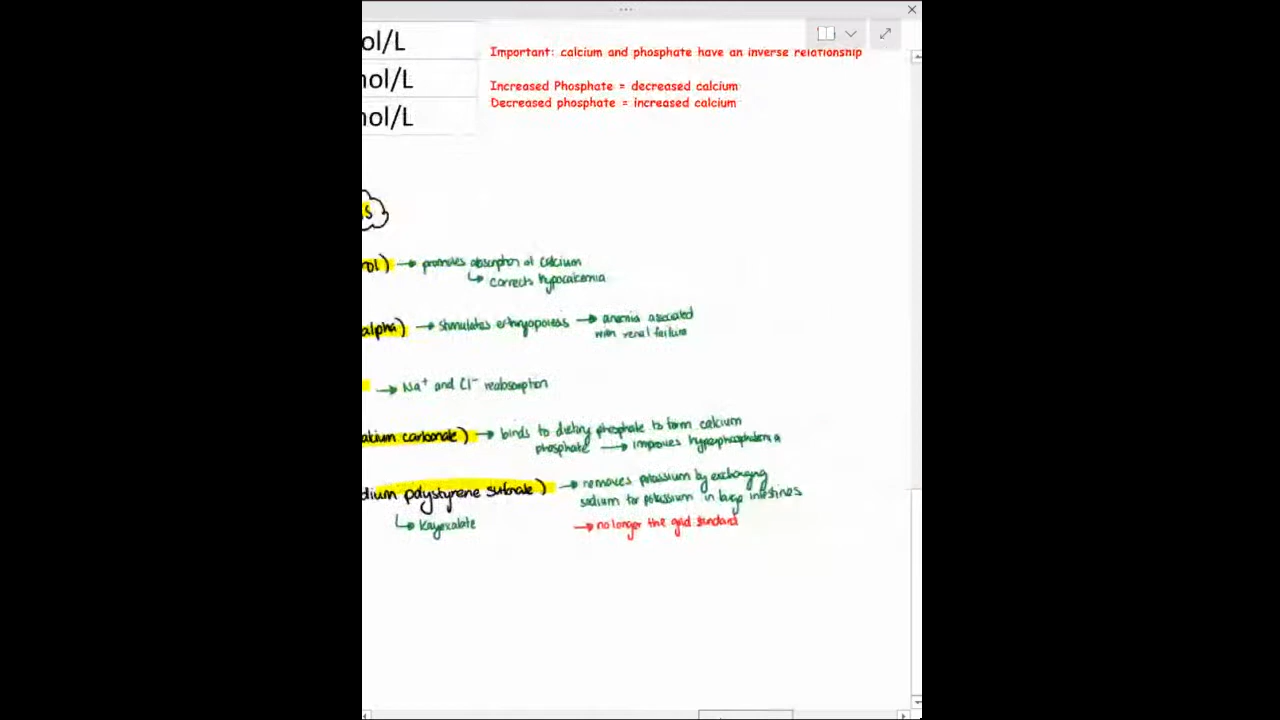 ol/L
Important: calcium and phosphate have an inverse relationship
nol/L
Increased Phosphate = decreased calcium
Decreased phosphate = increased calcium
nol/L
s
rol) → promotes absorption of calcium
↳ corrects hypocalcemia
alpha) → stimulates erthryopoiesis → anemia associated
with renal failure
→ Na⁺ and Cl⁻ reabsorption
alcium carbonate) → binds to dietary phosphate to form calcium
phosphate → improves hyperphosphatemia
dium polystyrene sulfonate) → removes potassium by exchanging
sodium for potassium in large intestines
↳ Kayexalate
→ no longer the gold standard